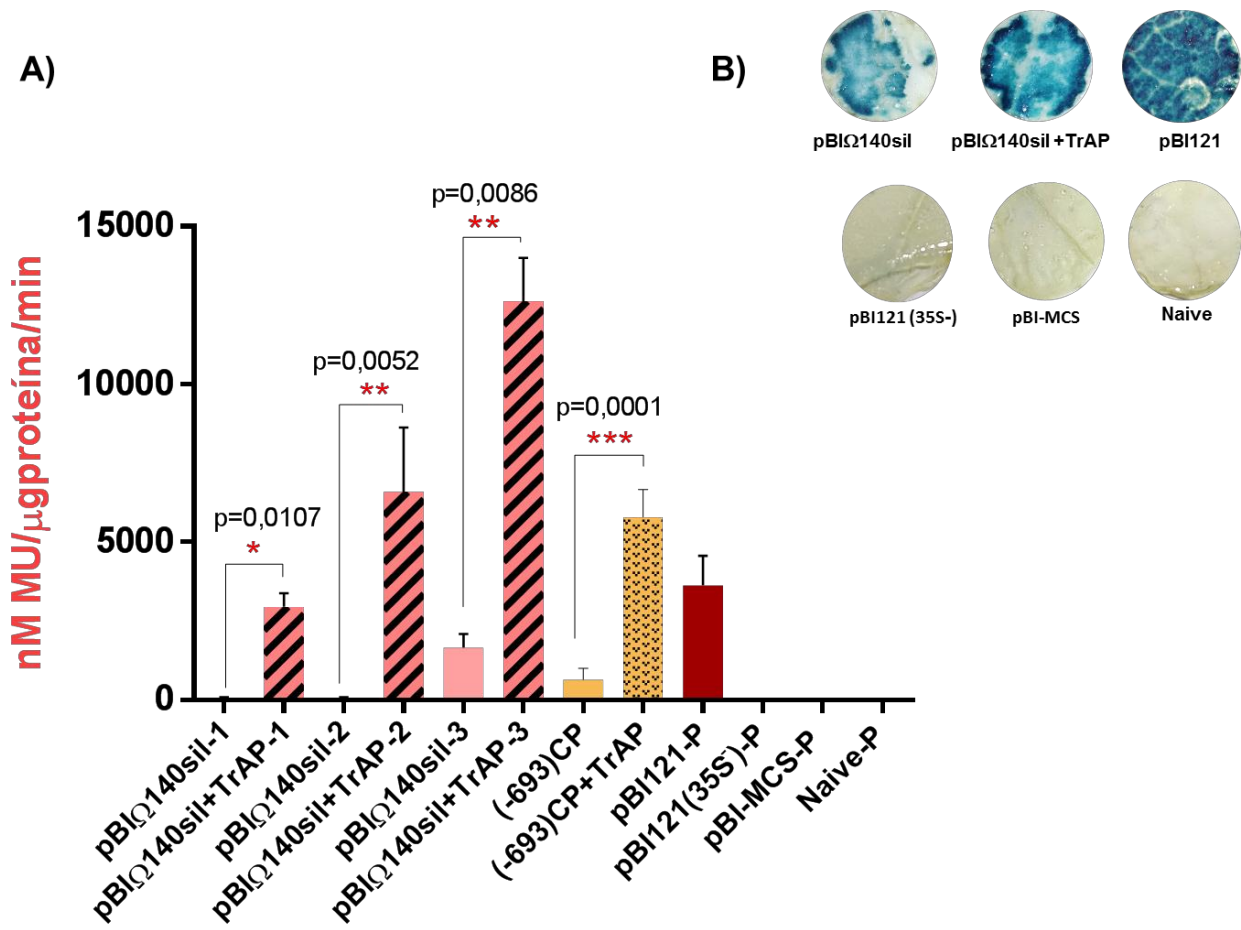 A)
nM MU/μgproteína/min
15000
10000
5000
0
p=0,0107
*
p=0,0052
**
p=0,0086
**
p=0,0001
***
pBIΩ140sil-1
pBIΩ140sil+TrAP-1
pBIΩ140sil-2
pBIΩ140sil+TrAP-2
pBIΩ140sil-3
pBIΩ140sil+TrAP-3
(-693)CP
(-693)CP+TrAP
pBI121-P
pBI121(35S⁻)-P
pBI-MCS-P
Naive-P
B)
pBIΩ140sil
pBIΩ140sil +TrAP
pBI121
pBI121 (35S-)
pBI-MCS
Naive